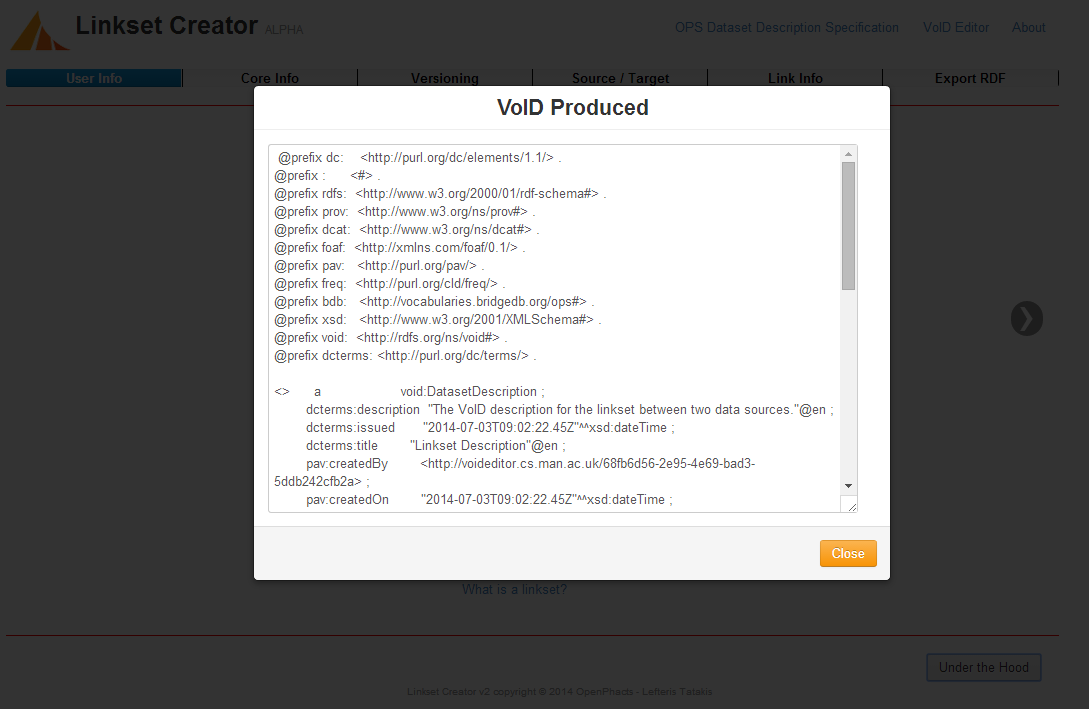 Linkset Creator ALPHA
OPS Dataset Description Specification VoID Editor About
User Info Core Info Versioning Source / Target Link Info Export RDF
VoID Produced
@prefix dc: <http://purl.org/dc/elements/1.1/> .
@prefix : <#> .
@prefix rdfs: <http://www.w3.org/2000/01/rdf-schema#> .
@prefix prov: <http://www.w3.org/ns/prov#> .
@prefix dcat: <http://www.w3.org/ns/dcat#> .
@prefix foaf: <http://xmlns.com/foaf/0.1/> .
@prefix pav: <http://purl.org/pav/> .
@prefix freq: <http://purl.org/cld/freq/> .
@prefix bdb: <http://vocabularies.bridgedb.org/ops#> .
@prefix xsd: <http://www.w3.org/2001/XMLSchema#> .
@prefix void: <http://rdfs.org/ns/void#> .
@prefix dcterms: <http://purl.org/dc/terms/> .
<> a void:DatasetDescription ;
dcterms:description "The VoID description for the linkset between two data sources."@en ;
dcterms:issued "2014-07-03T09:02:22.45Z"^^xsd:dateTime ;
dcterms:title "Linkset Description"@en ;
pav:createdBy <http://voideditor.cs.man.ac.uk/68fb6d56-2e95-4e69-bad3-
5ddb242cfb2a> ;
pav:createdOn "2014-07-03T09:02:22.45Z"^^xsd:dateTime ;
Close
What is a linkset?
Under the Hood
Linkset Creator v2 copyright © 2014 OpenPhacts - Lefteris Tatakis